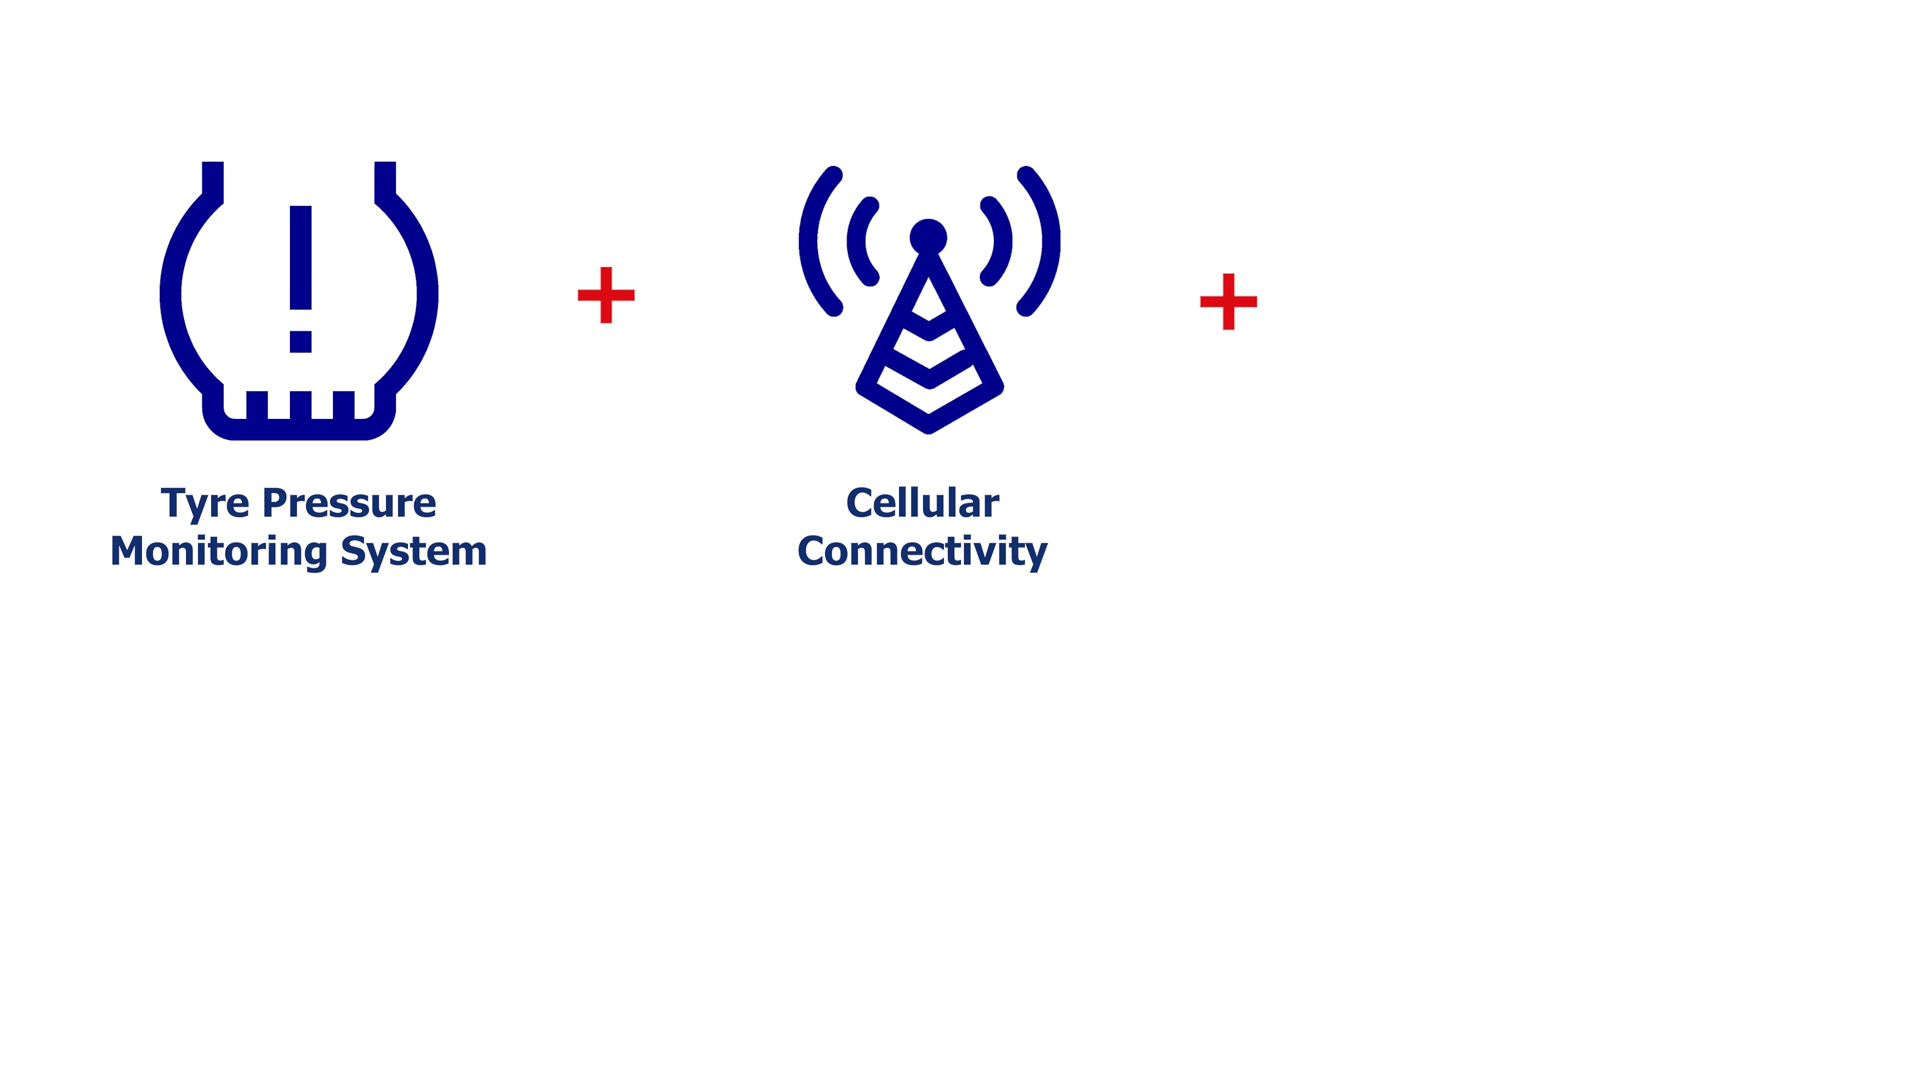 Tyre Pressure
Monitoring System
+
Cellular
Connectivity
+